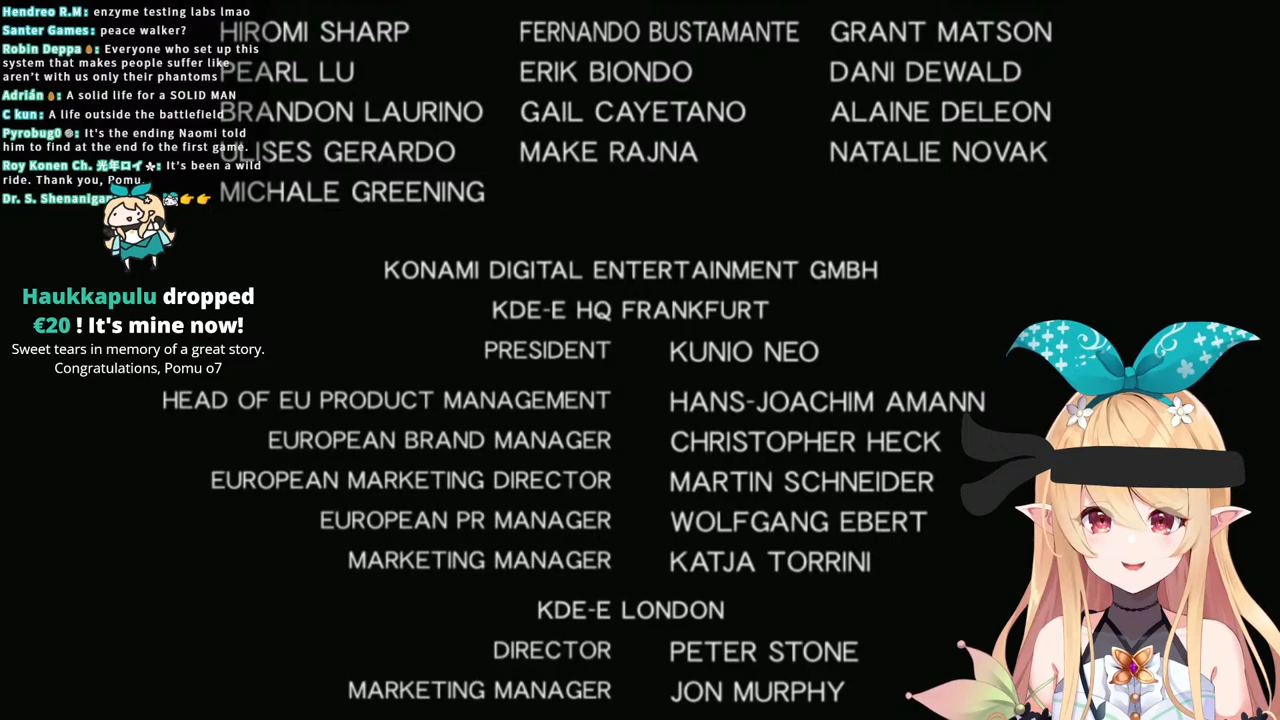 Hendreo R.M: enzyme testing labs lmao
Santer Games: peace walker?
Robin Deppa: Everyone who set up this
system that makes people suffer like
aren't with us only their phantoms
Adrián: A solid life for a SOLID MAN
C kun: A life outside the battlefield
Pyrobug0: It's the ending Naomi told
him to find at the end fo the first game.
Roy Konen Ch. 光年ロイ: It's been a wild
ride. Thank you, Pomu.
Dr. S.
Haukkapulu dropped
€20 ! It's mine now!
Sweet tears in memory of a great story.
Congratulations, Pomu o7
HIROMI SHARP FERNANDO BUSTAMANTE GRANT MATSON
PEARL LU ERIK BIONDO DANI DEWALD
BRANDON LAURINO GAIL CAYETANO ALAINE DELEON
ULISES GERARDO MAKE RAJNA NATALIE NOVAK
MICHALE GREENING
KONAMI DIGITAL ENTERTAINMENT GMBH
KDE-E HQ FRANKFURT
PRESIDENT KUNIO NEO
HEAD OF EU PRODUCT MANAGEMENT HANS-JOACHIM AMANN
EUROPEAN BRAND MANAGER CHRISTOPHER HECK
EUROPEAN MARKETING DIRECTOR MARTIN SCHNEIDER
EUROPEAN PR MANAGER WOLFGANG EBERT
MARKETING MANAGER KATJA TORRINI
KDE-E LONDON
DIRECTOR PETER STONE
MARKETING MANAGER JON MURPHY